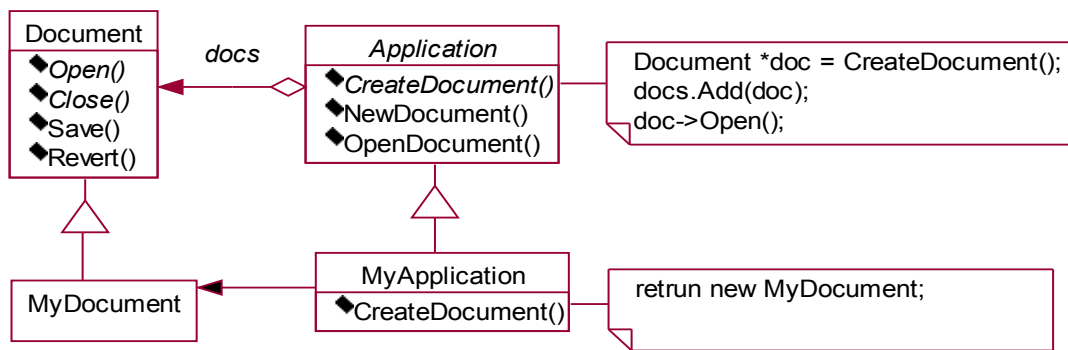 Document
Open()
Close()
Save()
Revert()
docs
Application
CreateDocument()
NewDocument()
OpenDocument()
Document *doc = CreateDocument();
docs.Add(doc);
doc->Open();
MyDocument
MyApplication
CreateDocument()
retrun new MyDocument;